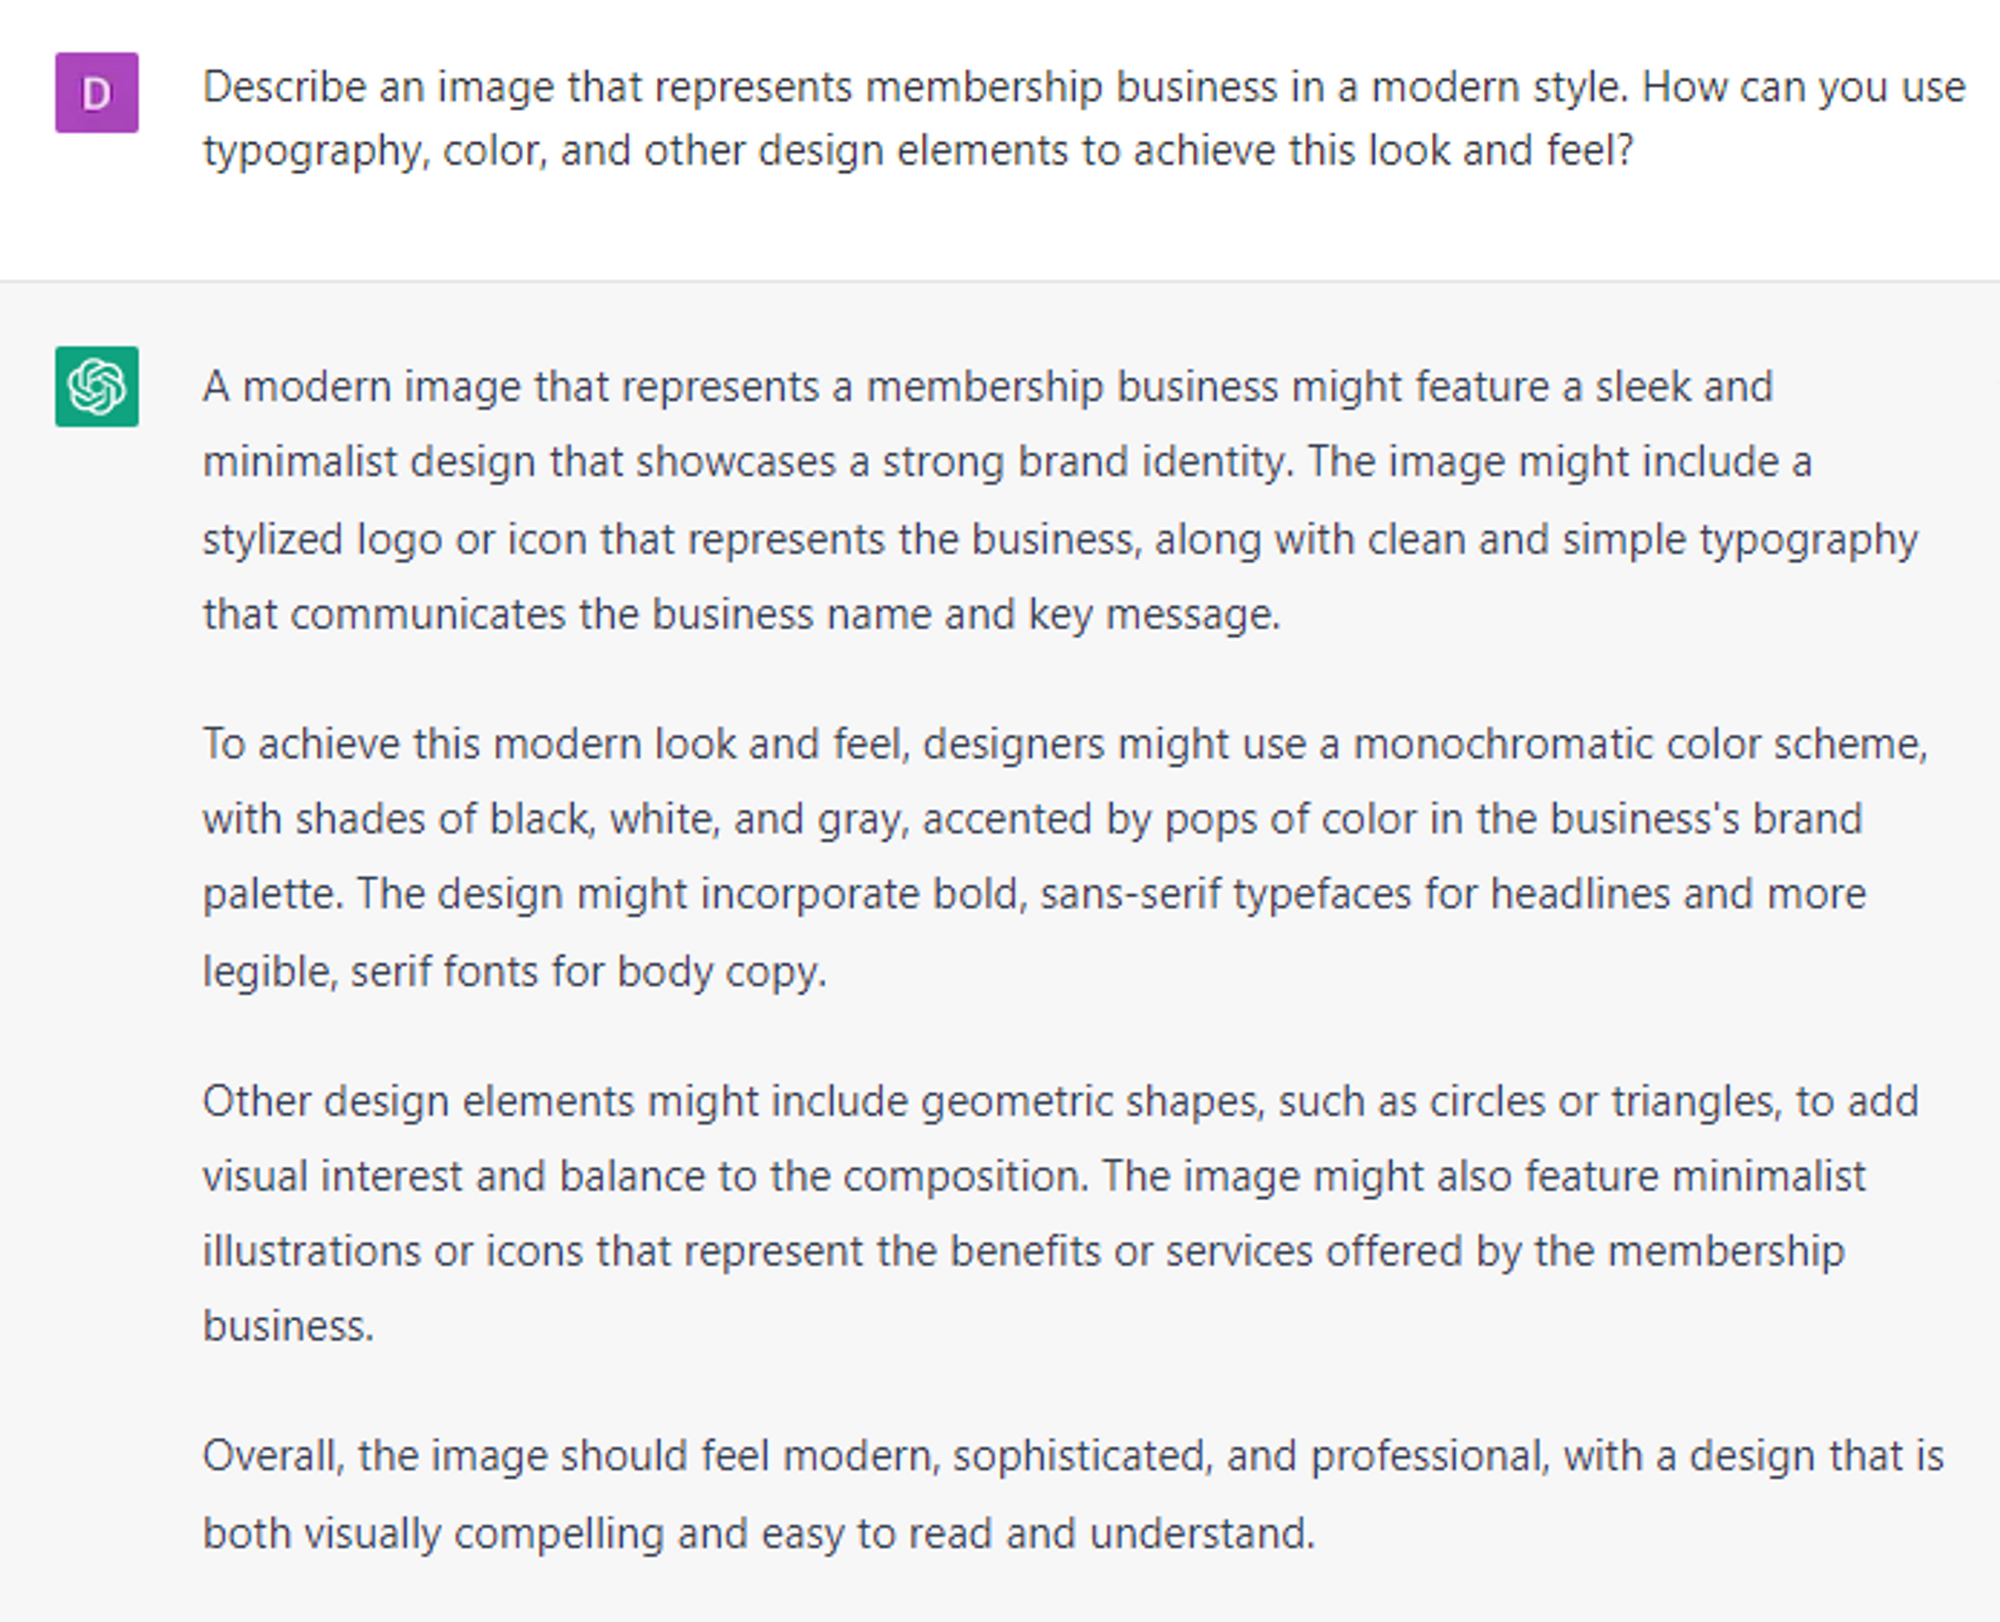 D
Describe an image that represents membership business in a modern style. How can you use
typography, color, and other design elements to achieve this look and feel?
A modern image that represents a membership business might feature a sleek and
minimalist design that showcases a strong brand identity. The image might include a
stylized logo or icon that represents the business, along with clean and simple typography
that communicates the business name and key message.
To achieve this modern look and feel, designers might use a monochromatic color scheme,
with shades of black, white, and gray, accented by pops of color in the business's brand
palette. The design might incorporate bold, sans-serif typefaces for headlines and more
legible, serif fonts for body copy.
Other design elements might include geometric shapes, such as circles or triangles, to add
visual interest and balance to the composition. The image might also feature minimalist
illustrations or icons that represent the benefits or services offered by the membership
business.
Overall, the image should feel modern, sophisticated, and professional, with a design that is
both visually compelling and easy to read and understand.